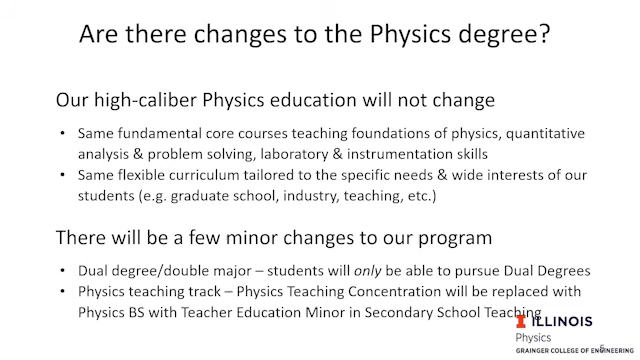 Are there changes to the Physics degree?
Our high-caliber Physics education will not change
• Same fundamental core courses teaching foundations of physics, quantitative
analysis & problem solving, laboratory & instrumentation skills
• Same flexible curriculum tailored to the specific needs & wide interests of our
students (e.g. graduate school, industry, teaching, etc.)
There will be a few minor changes to our program
• Dual degree/double major – students will only be able to pursue Dual Degrees
• Physics teaching track – Physics Teaching Concentration will be replaced with
Physics BS with Teacher Education Minor in Secondary School Teaching
I ILLINOIS
Physics
GRAINGER COLLEGE OF ENGINEERING
5